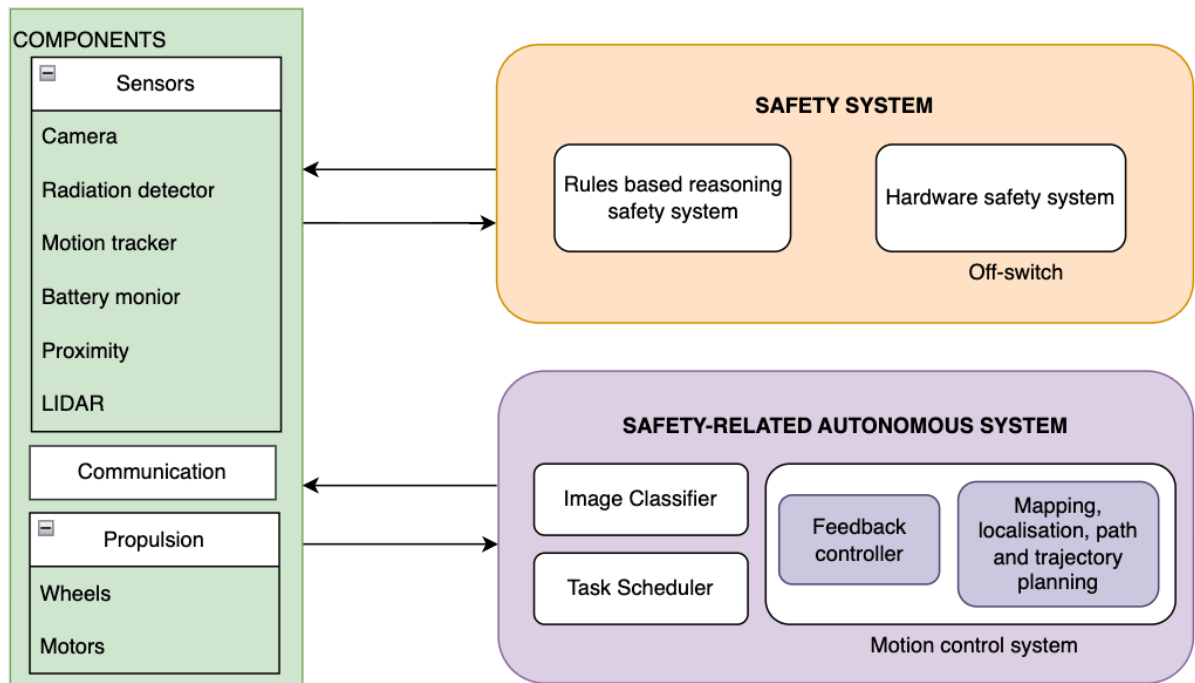 COMPONENTS
Sensors
Camera
Radiation detector
Motion tracker
Battery monior
Proximity
LIDAR
Communication
Propulsion
Wheels
Motors
SAFETY SYSTEM
Rules based reasoning
safety system
Hardware safety system
Off-switch
SAFETY-RELATED AUTONOMOUS SYSTEM
Image Classifier
Task Scheduler
Feedback
controller
Mapping,
localisation, path
and trajectory
planning
Motion control system